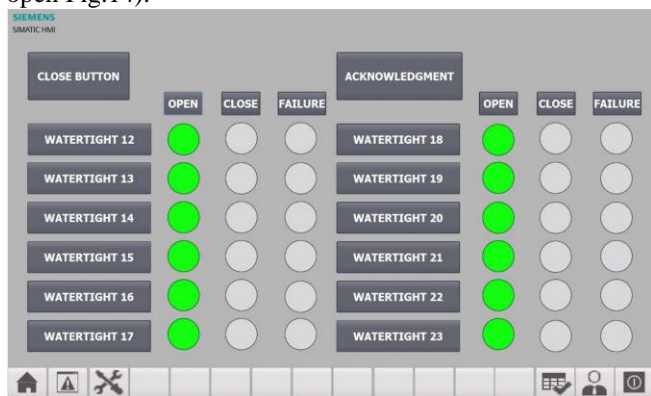 open Fig.14).
SIEMENS
SIMATIC HMI
CLOSE BUTTON
ACKNOWLEDGMENT
OPEN CLOSE FAILURE
OPEN CLOSE FAILURE
WATERTIGHT 12
WATERTIGHT 18
WATERTIGHT 13
WATERTIGHT 19
WATERTIGHT 14
WATERTIGHT 20
WATERTIGHT 15
WATERTIGHT 21
WATERTIGHT 16
WATERTIGHT 22
WATERTIGHT 17
WATERTIGHT 23